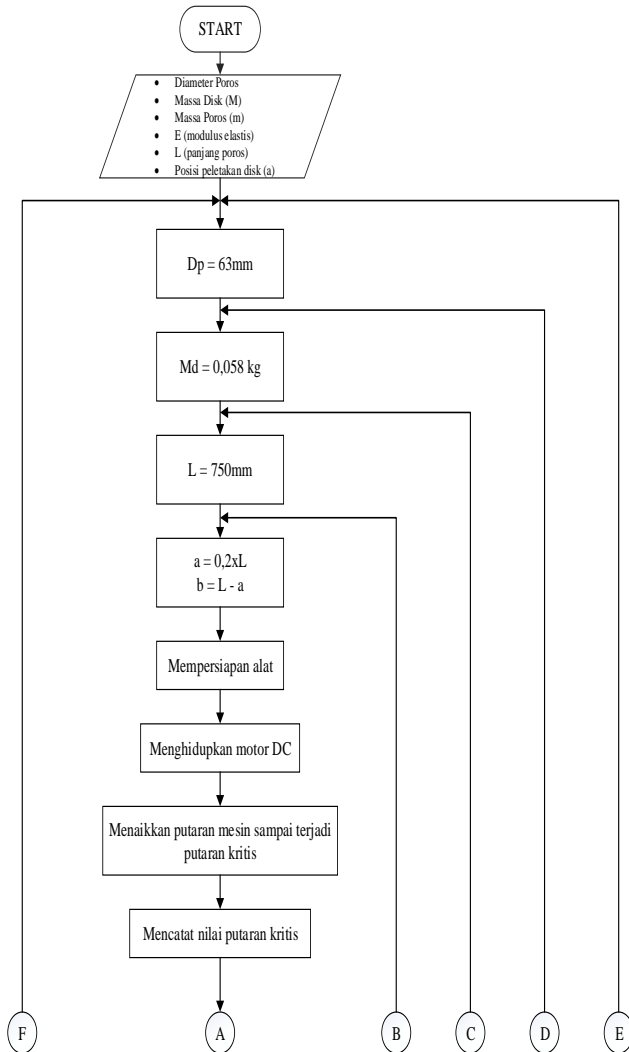 START
• Diameter Poros
• Massa Disk (M)
• Massa Poros (m)
• E (modulus elastis)
• L (panjang poros)
• Posisi peletakan disk (a)
Dp = 63mm
Md = 0,058 kg
L = 750mm
a = 0,2xL
b = L - a
Mempersiapan alat
Menghidupkan motor DC
Menaikkan putaran mesin sampai terjadi
putaran kritis
Mencatat nilai putaran kritis
F A B C D E